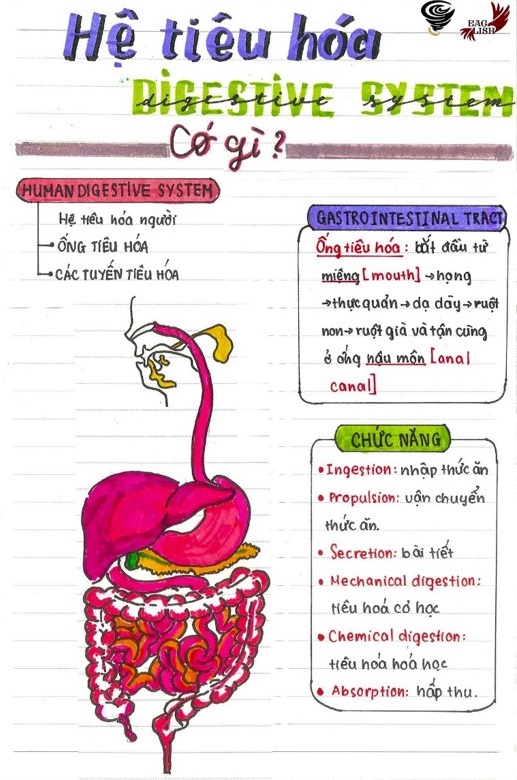 Hệ tiêu hóa
EAG
LISH
DIGESTIVE SYSTEM
digestive system
Có gì?
HUMAN DIGESTIVE SYSTEM
Hệ tiêu hóa người
ỐNG TIÊU HÓA
CÁC TUYẾN TIÊU HÓA
GASTROINTESTINAL TRACT
Ống tiêu hóa: bắt đầu từ
miệng [mouth] → họng
→ thực quản → dạ dày → ruột
non → ruột già và tận cùng
ở ống hậu môn [anal
canal]
CHỨC NĂNG
• Ingestion: nhập thức ăn
• Propulsion: vận chuyển
thức ăn.
• Secretion: bài tiết
• Mechanical digestion:
tiêu hoá cơ học
• Chemical digestion:
tiêu hoá hoá học
• Absorption: hấp thu.